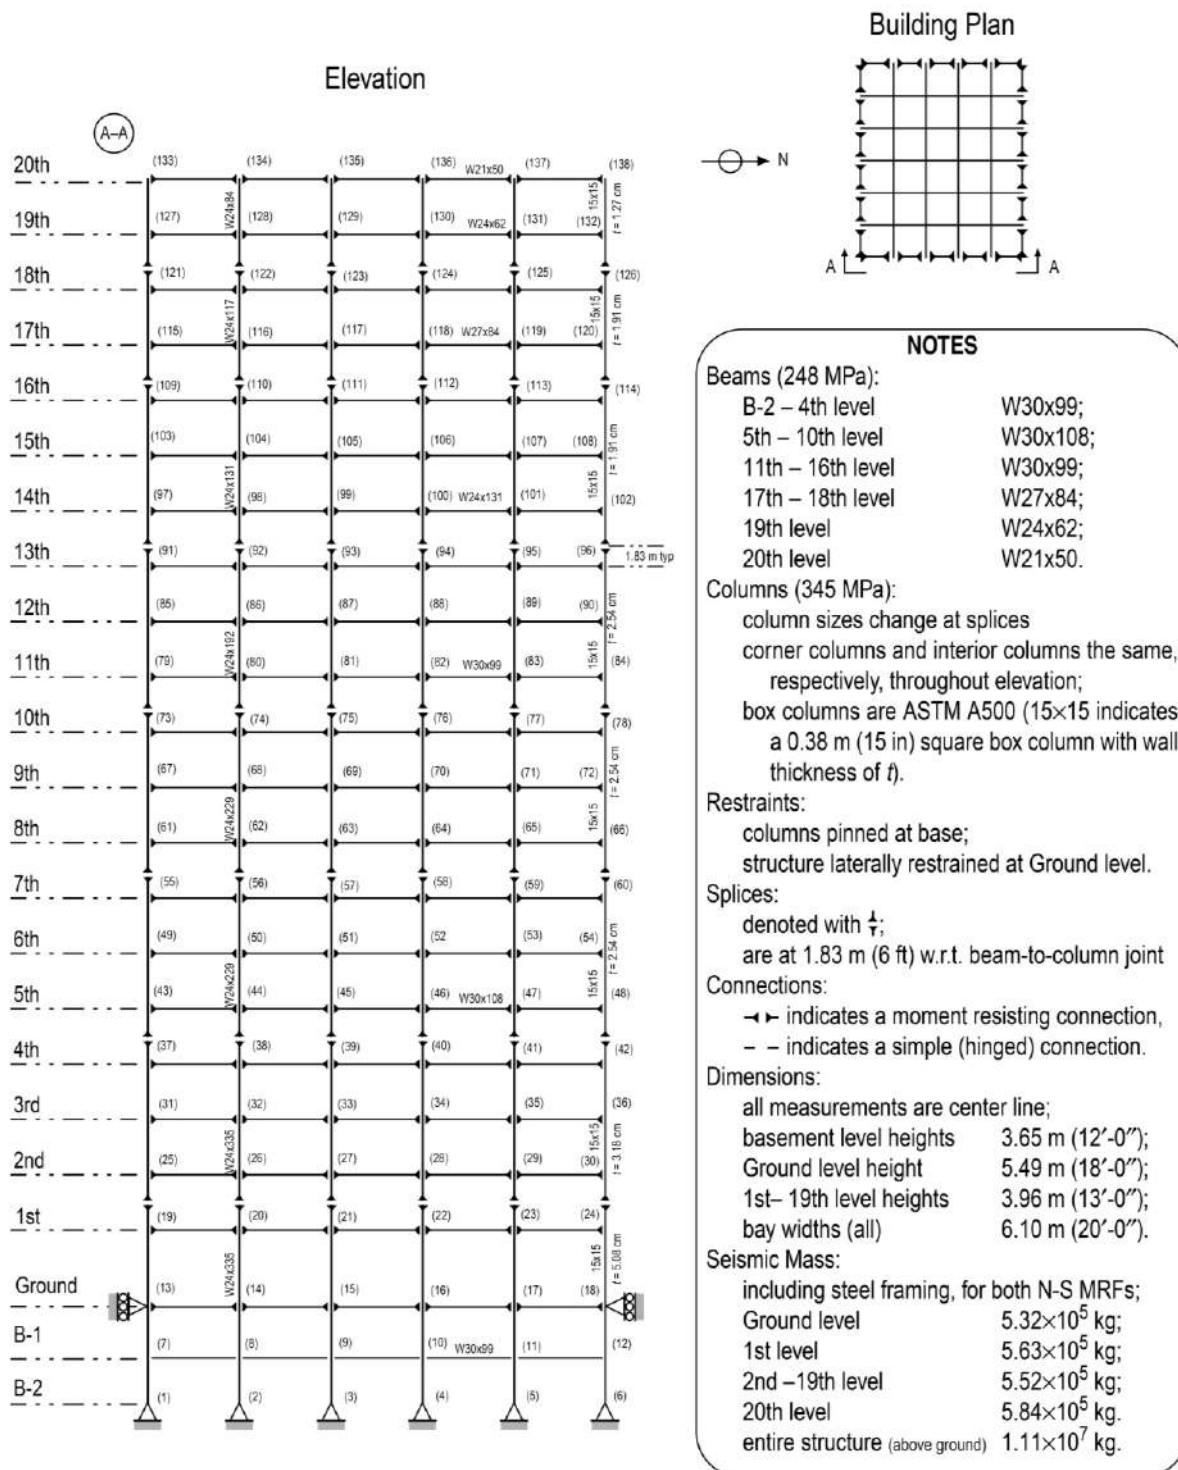 Building Plan
Elevation
A–A
N
A A
20th (133) (134) (135) (136) W21x50 (137) (138)
W24x84 15x15 t = 1.27 cm
19th (127) (128) (129) (130) W24x62 (131) (132)
18th (121) (122) (123) (124) (125) (126)
W24x117 15x15 t = 1.91 cm
17th (115) (116) (117) (118) W27x84 (119) (120)
16th (109) (110) (111) (112) (113) (114)
15th (103) (104) (105) (106) (107) (108)
W24x131 15x15 t = 1.91 cm
14th (97) (98) (99) (100) W24x131 (101) (102)
13th (91) (92) (93) (94) (95) (96) 1.83 m typ
12th (85) (86) (87) (88) (89) (90)
W24x192 15x15 t = 2.54 cm
11th (79) (80) (81) (82) W30x99 (83) (84)
10th (73) (74) (75) (76) (77) (78)
9th (67) (68) (69) (70) (71) (72)
W24x229 15x15 t = 2.54 cm
8th (61) (62) (63) (64) (65) (66)
7th (55) (56) (57) (58) (59) (60)
6th (49) (50) (51) (52 (53) (54)
W24x229 15x15 t = 2.54 cm
5th (43) (44) (45) (46) W30x108 (47) (48)
4th (37) (38) (39) (40) (41) (42)
3rd (31) (32) (33) (34) (35) (36)
W24x335 15x15 t = 3.18 cm
2nd (25) (26) (27) (28) (29) (30)
1st (19) (20) (21) (22) (23) (24)
W24x335 15x15 t = 5.08 cm
Ground (13) (14) (15) (16) (17) (18)
B-1 (7) (8) (9) (10) W30x99 (11) (12)
B-2 (1) (2) (3) (4) (5) (6)
NOTES
Beams (248 MPa):
B-2 – 4th level W30x99;
5th – 10th level W30x108;
11th – 16th level W30x99;
17th – 18th level W27x84;
19th level W24x62;
20th level W21x50.
Columns (345 MPa):
column sizes change at splices
corner columns and interior columns the same,
respectively, throughout elevation;
box columns are ASTM A500 (15×15 indicates
a 0.38 m (15 in) square box column with wall
thickness of t).
Restraints:
columns pinned at base;
structure laterally restrained at Ground level.
Splices:
denoted with ;
are at 1.83 m (6 ft) w.r.t. beam-to-column joint
Connections:
indicates a moment resisting connection,
– – indicates a simple (hinged) connection.
Dimensions:
all measurements are center line;
basement level heights 3.65 m (12′-0″);
Ground level height 5.49 m (18′-0″);
1st– 19th level heights 3.96 m (13′-0″);
bay widths (all) 6.10 m (20′-0″).
Seismic Mass:
including steel framing, for both N-S MRFs;
Ground level 5.32×10⁵ kg;
1st level 5.63×10⁵ kg;
2nd –19th level 5.52×10⁵ kg;
20th level 5.84×10⁵ kg.
entire structure (above ground) 1.11×10⁷ kg.